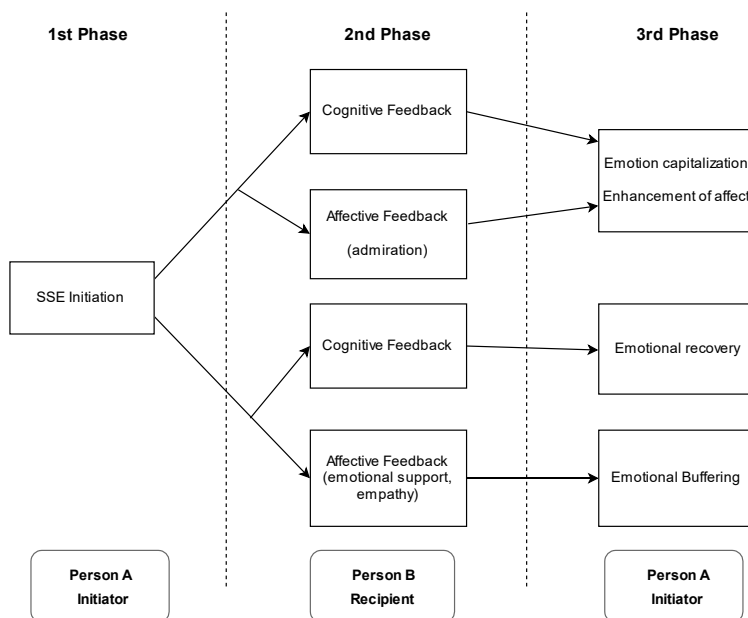 1st Phase
2nd Phase
3rd Phase
Cognitive Feedback
Emotion capitalization
Enhancement of affect
Affective Feedback
(admiration)
SSE Initiation
Cognitive Feedback
Emotional recovery
Affective Feedback
(emotional support,
empathy)
Emotional Buffering
Person A
Initiator
Person B
Recipient
Person A
Initiator